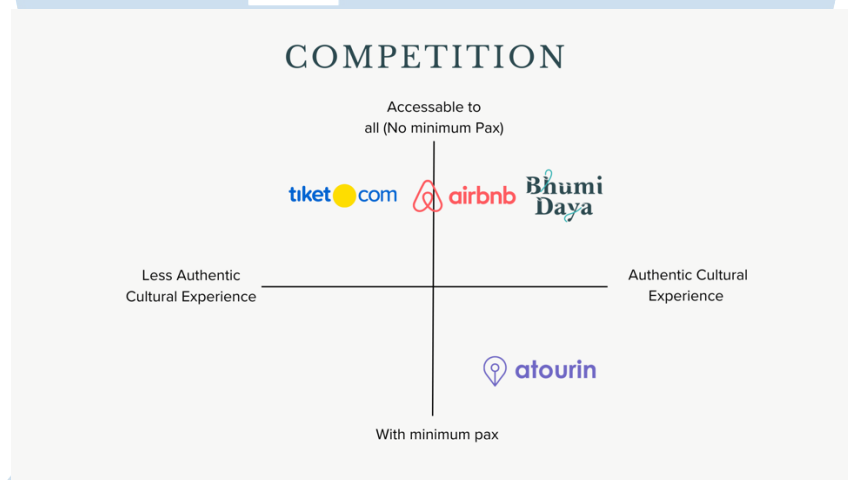 COMPETITION
Accessable to
all (No minimum Pax)
tiket com
airbnb
Bhumi
Daya
Less Authentic
Cultural Experience
Authentic Cultural
Experience
atourin
With minimum pax